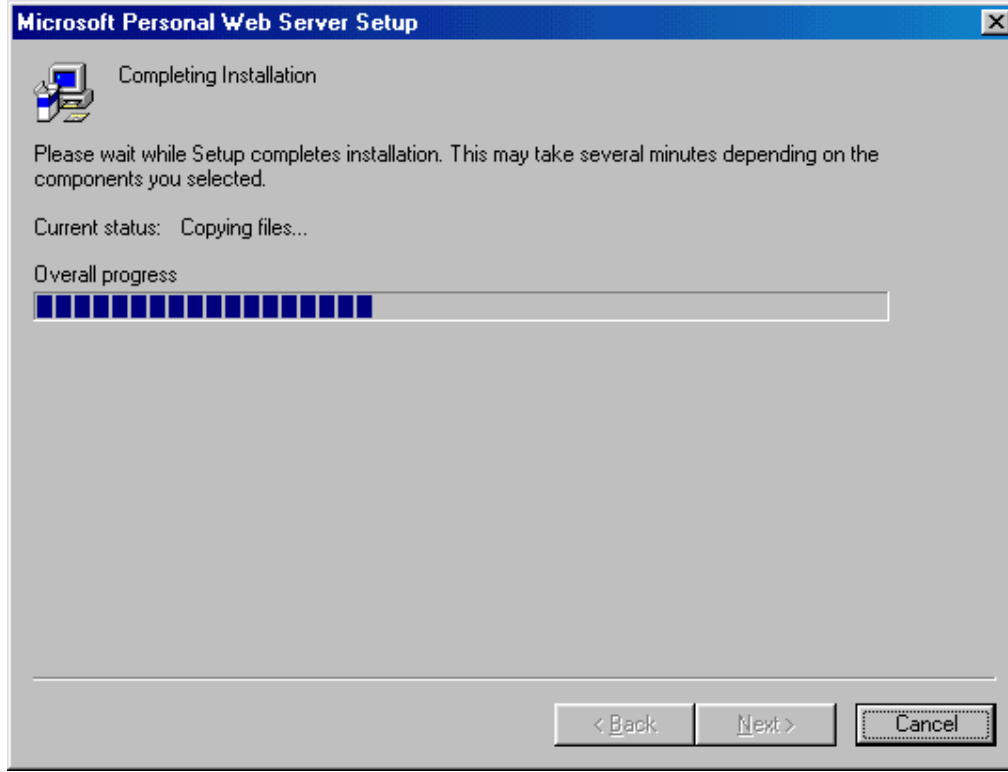 Microsoft Personal Web Server Setup
Completing Installation
Please wait while Setup completes installation. This may take several minutes depending on the
components you selected.
Current status: Copying files...
Overall progress
< Back Next > Cancel